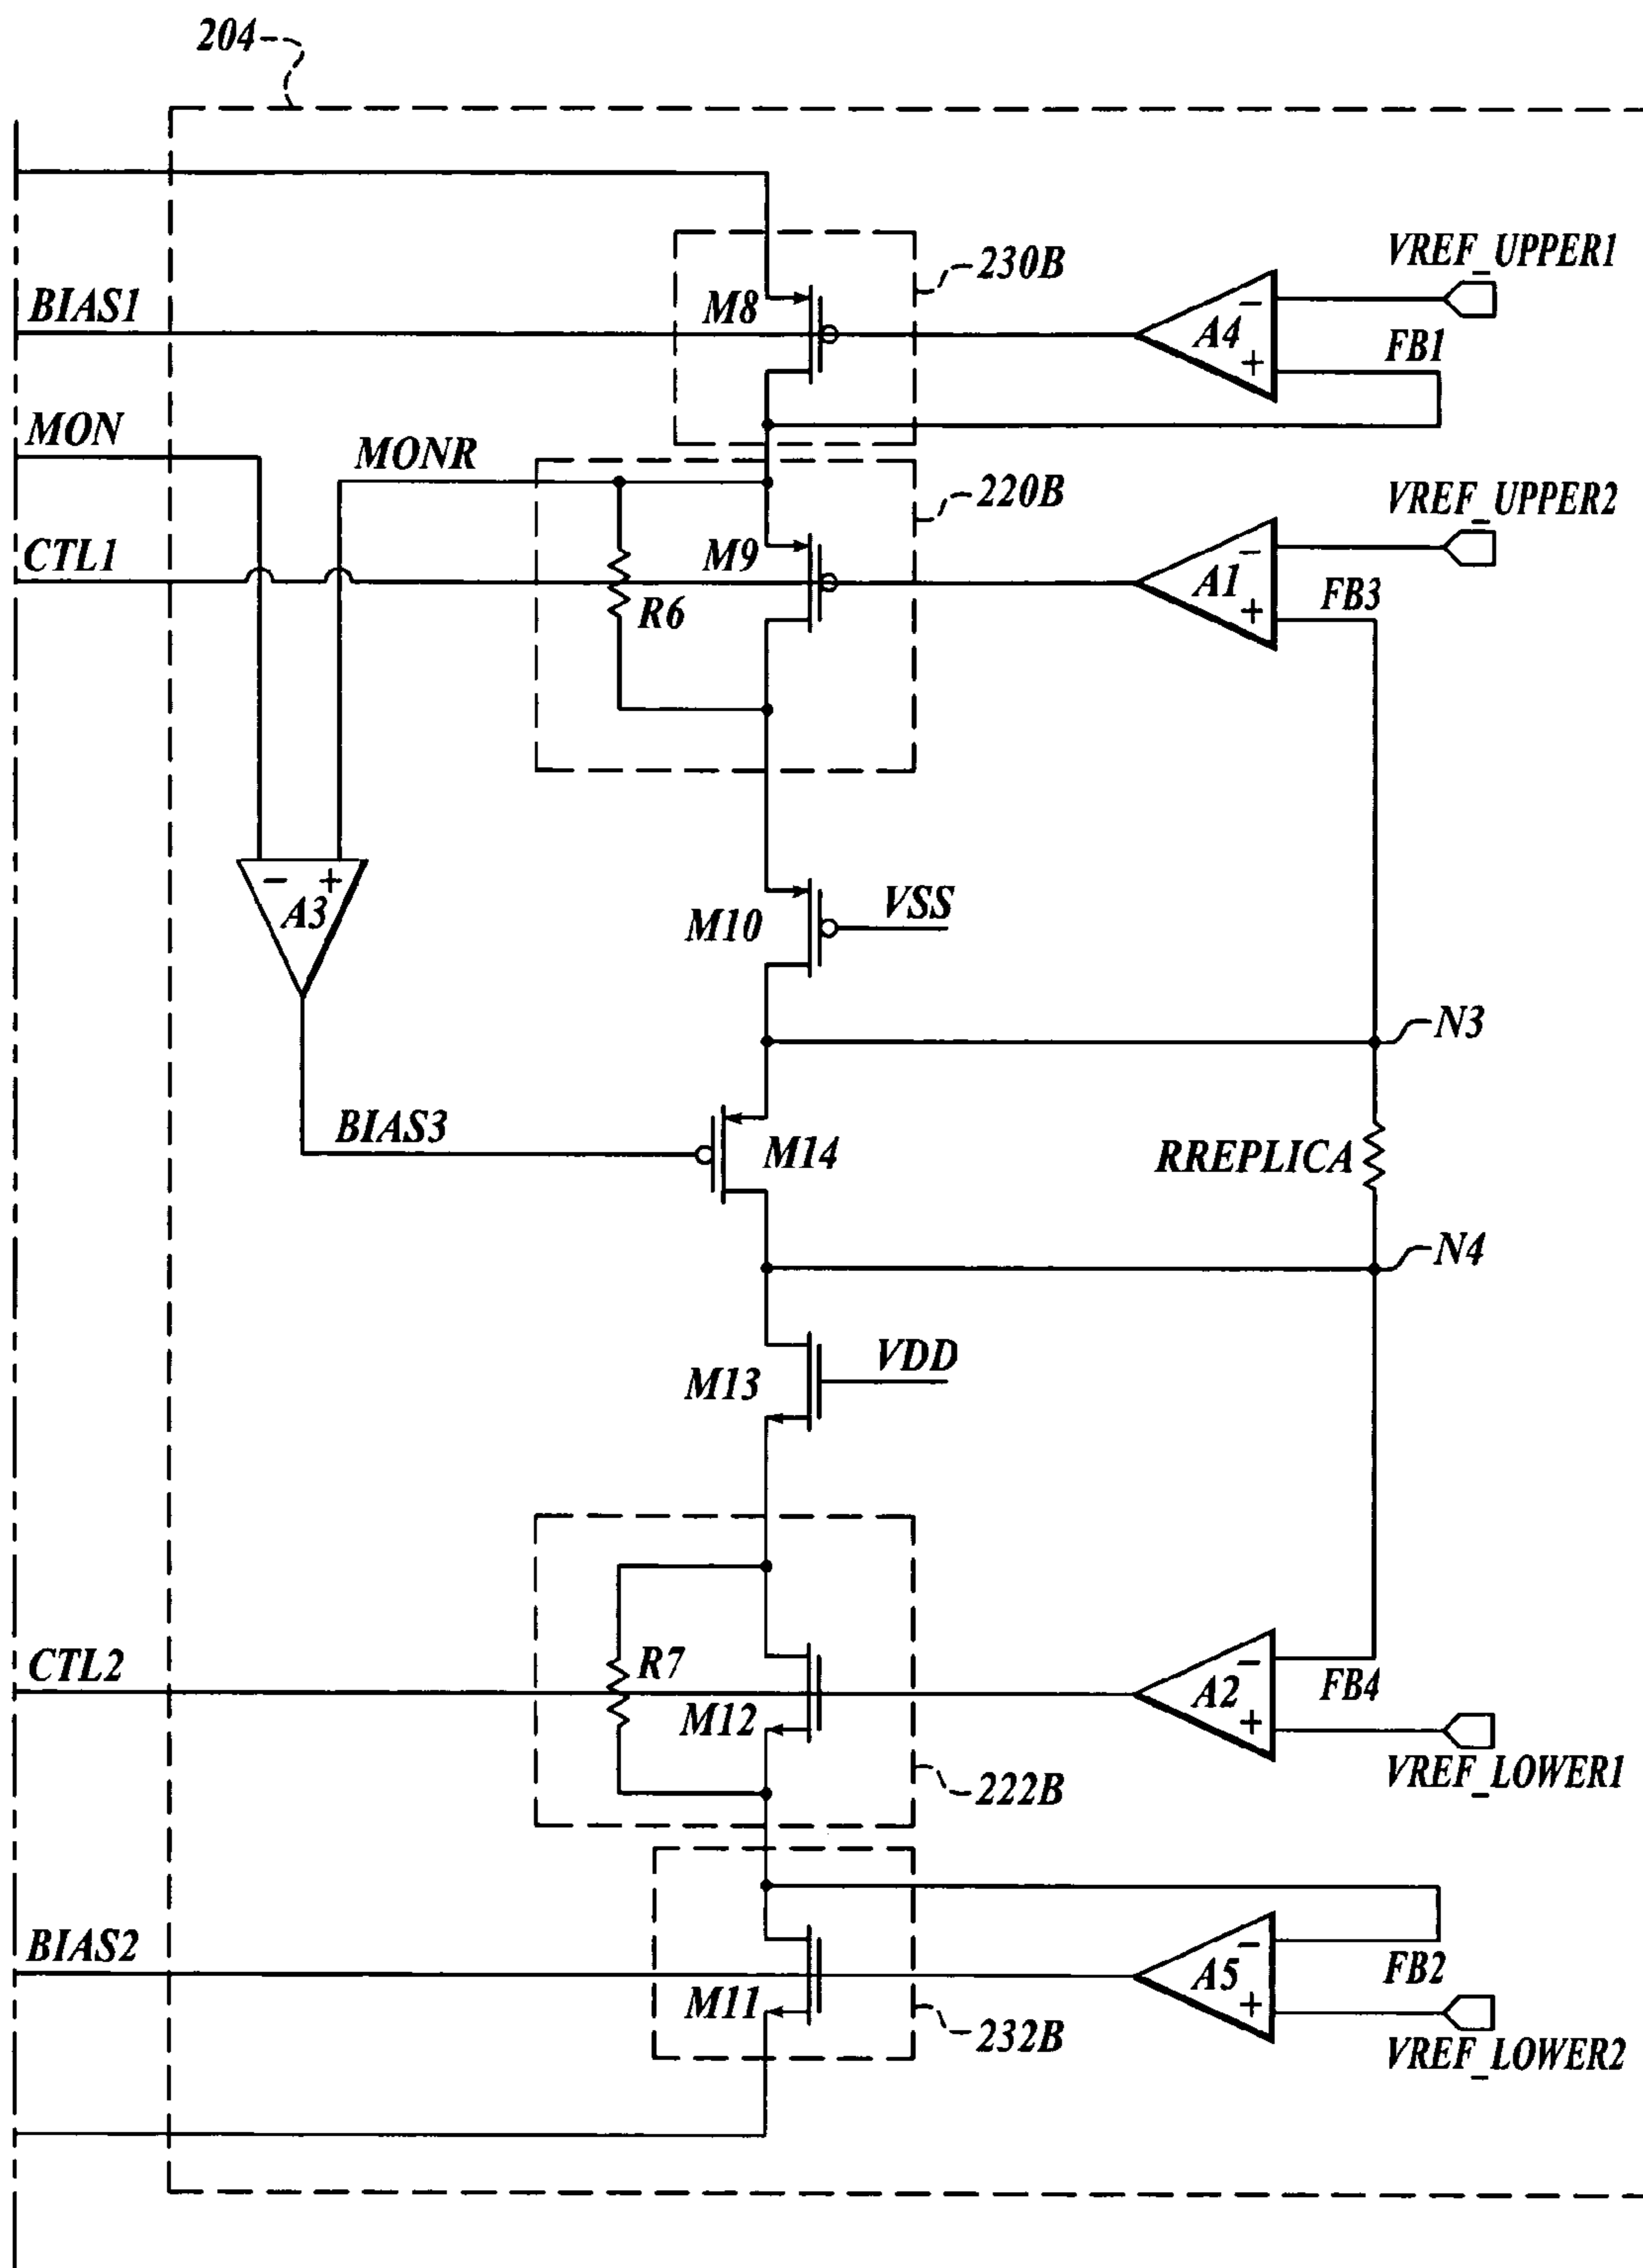 204
VREF_UPPER1
230B
BIAS1
M8
A4
-
+
FB1
MON
MONR
220B
VREF_UPPER2
CTL1
M9
R6
A1
-
+
FB3
- +
A3
M10
VSS
N3
BIAS3
M14
RREPLICA
N4
M13
VDD
CTL2
R7
M12
A2
-
+
FB4
222B
VREF_LOWER1
BIAS2
M11
A5
-
+
FB2
232B
VREF_LOWER2